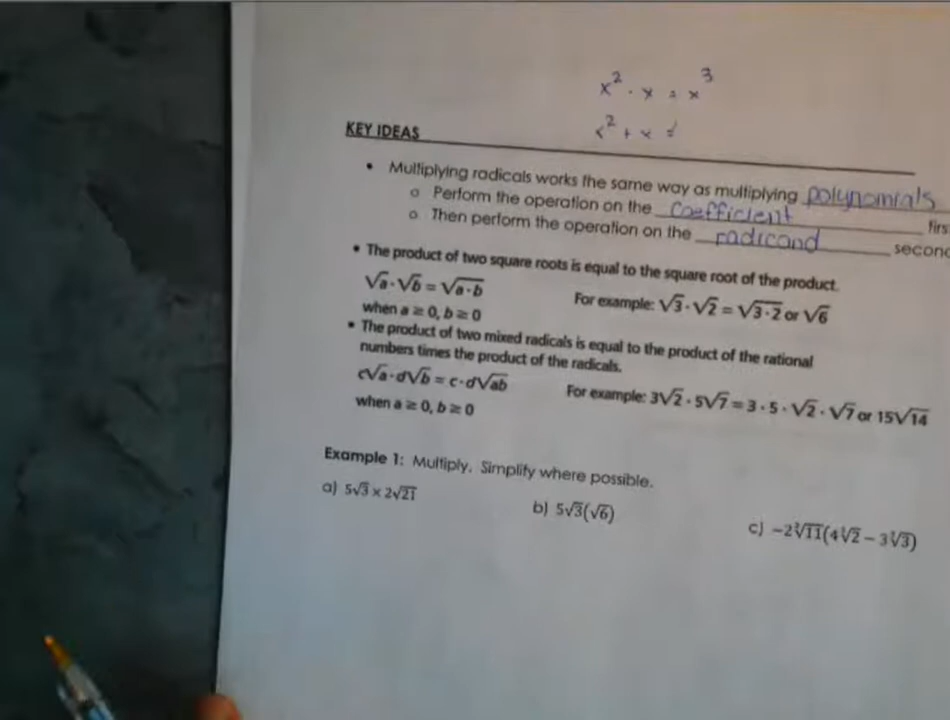 x² · x = x³
x² + x =
KEY IDEAS
• Multiplying radicals works the same way as multiplying polynomials
o Perform the operation on the coefficient firs
o Then perform the operation on the radicand second
• The product of two square roots is equal to the square root of the product.
√a · √b = √(a · b) For example: √3 · √2 = √(3 · 2) or √6
when a ≥ 0, b ≥ 0
• The product of two mixed radicals is equal to the product of the rational
numbers times the product of the radicals.
c√a · d√b = c · d√(ab) For example: 3√2 · 5√7 = 3 · 5 · √2 · √7 or 15√14
when a ≥ 0, b ≥ 0
Example 1: Multiply. Simplify where possible.
a) 5√3 × 2√21 b) 5√3(√6) c) −2∛11(4∛2 − 3∛3)